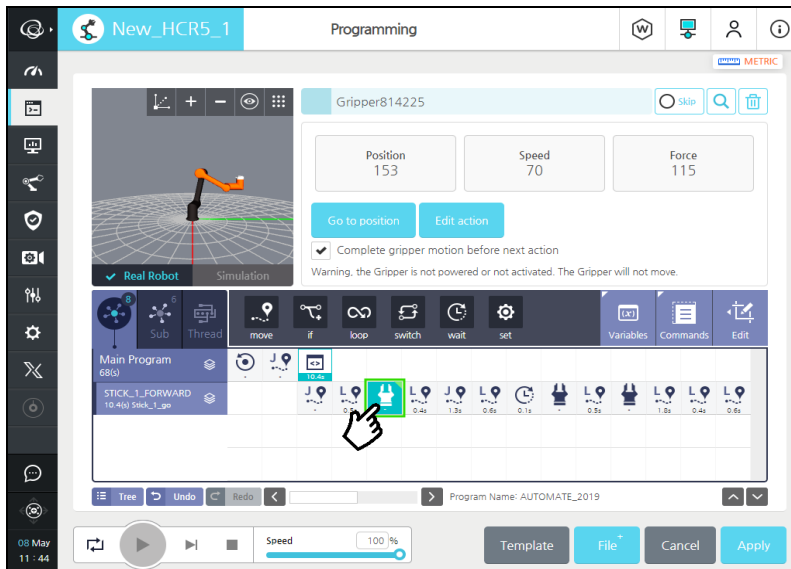 New_HCR5_1
Programming
W
METRIC
Gripper814225
Skip
Position
153
Speed
70
Force
115
Go to position
Edit action
Complete gripper motion before next action
Real Robot
Simulation
Warning, the Gripper is not powered or not activated. The Gripper will not move.
8
6
Sub
Thread
move
if
loop
switch
wait
set
(x)
Variables
Commands
Edit
Main Program
68(s)
10.4s
STICK_1_FORWARD
10.4(s) Stick_1_go
J
J L L J L L L L L
0.4s 1.3s 0.6s 0.1s 0.5s 1.8s 0.4s 0.6s
Tree
Undo
Redo
Program Name: AUTOMATE_2019
08 May
11 : 44
Speed
100 %
Template
File+
Cancel
Apply